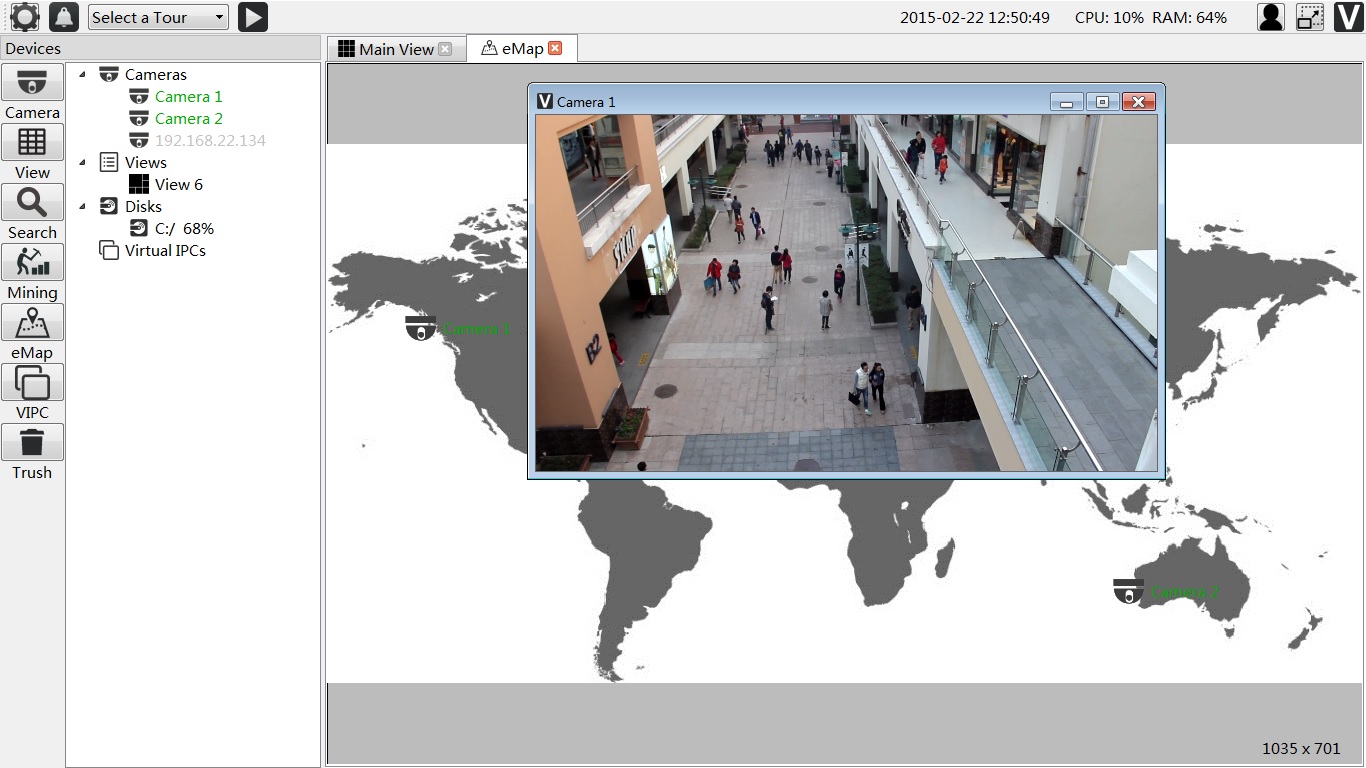 Select a Tour
2015-02-22 12:50:49 CPU: 10% RAM: 64%
V
Devices
Main View
eMap
Camera
View
Search
Mining
eMap
VIPC
Trush
Cameras
Camera 1
Camera 2
192.168.22.134
Views
View 6
Disks
C:/ 68%
Virtual IPCs
V Camera 1
B2
Camera 1
Camera 2
1035 x 701